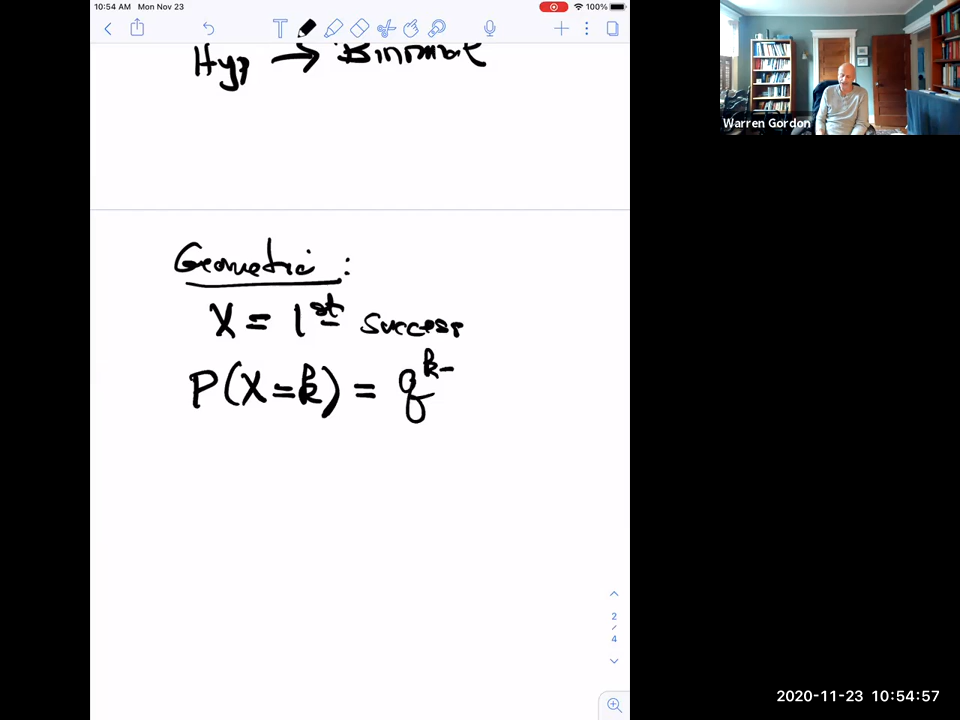 10:54 AM Mon Nov 23
100%
Hyp → Binomial
Warren Gordon
Geometric :
X = 1st success
P(X=k) = q^k-
2
/
4
2020-11-23 10:54:57